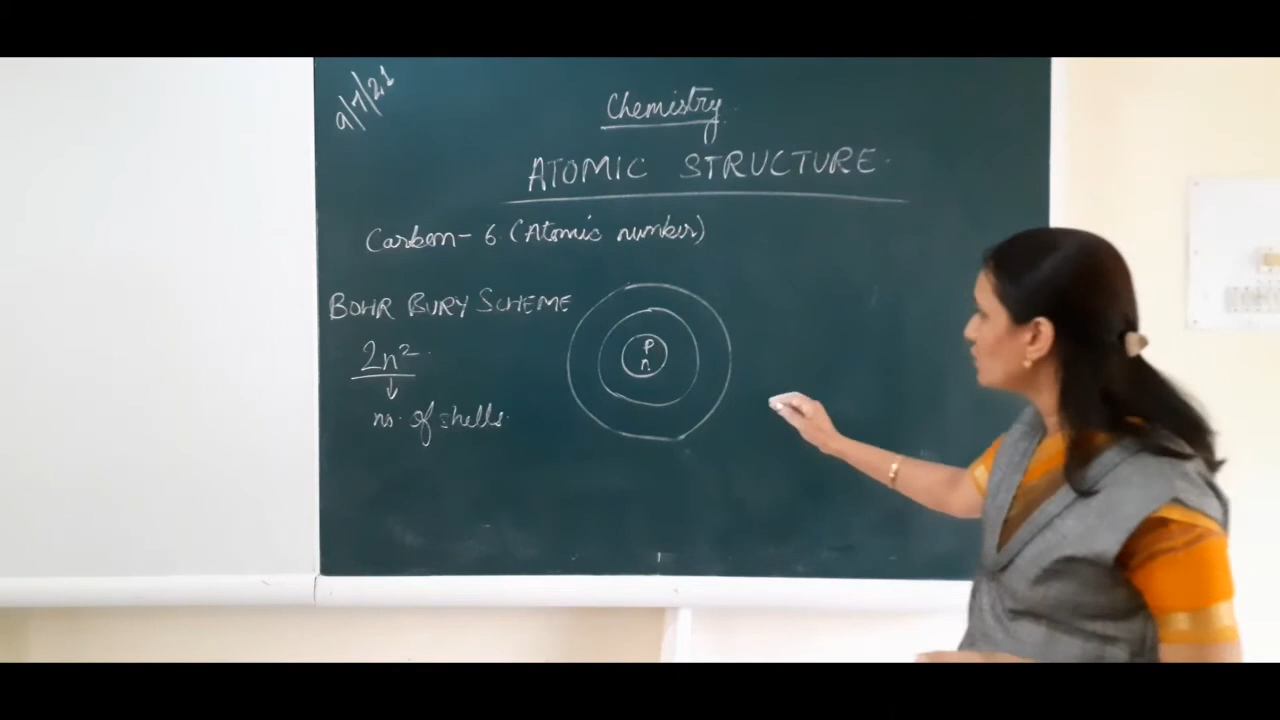 9/7/21
Chemistry.
ATOMIC STRUCTURE.
Carbon - 6 (Atomic number)
BOHR BURY SCHEME
2n².
↓
no. of shells.
p
n